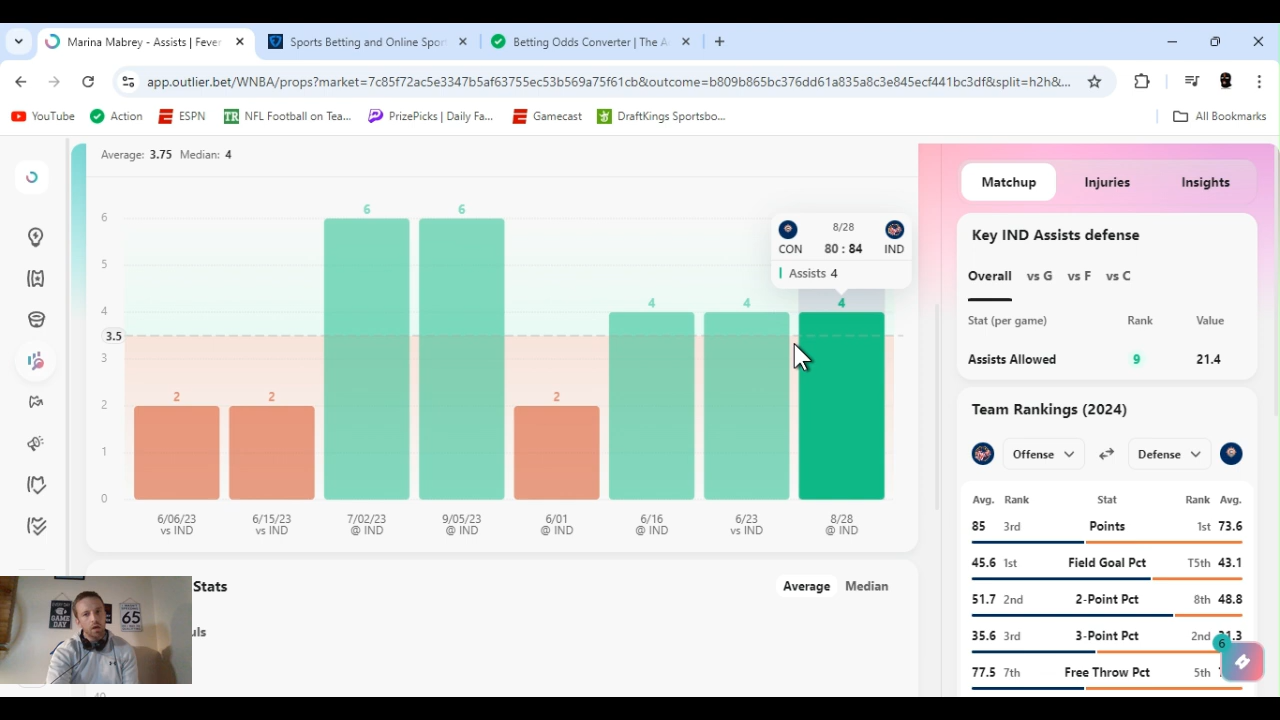 Marina Mabrey - Assists | Fever
Sports Betting and Online Spor
Betting Odds Converter | The A
app.outlier.bet/WNBA/props?market=7c85f72ac5e3347b5af63755ec53b569a75f61cb&outcome=b809b865bc376dd61a835a8c3e845ecf441bc3df&split=h2h&...
YouTube
Action
ESPN
NFL Football on Tea...
PrizePicks | Daily Fa...
Gamecast
DraftKings Sportsbo...
All Bookmarks
Average: 3.75 Median: 4
6
5
4
3.5
3
2
1
0
2
2
6
6
2
4
4
4
8/28
CON 80 : 84 IND
Assists 4
6/06/23
vs IND
6/15/23
vs IND
7/02/23
@ IND
9/05/23
@ IND
6/01
@ IND
6/16
@ IND
6/23
vs IND
8/28
@ IND
Stats
Average Median
uls
40
GAME
DAY
65
Matchup Injuries Insights
Key IND Assists defense
Overall vs G vs F vs C
Stat (per game) Rank Value
Assists Allowed 9 21.4
Team Rankings (2024)
Offense Defense
Avg. Rank Stat Rank Avg.
85 3rd Points 1st 73.6
45.6 1st Field Goal Pct T5th 43.1
51.7 2nd 2-Point Pct 8th 48.8
35.6 3rd 3-Point Pct 2nd
6
77.5 7th Free Throw Pct 5th